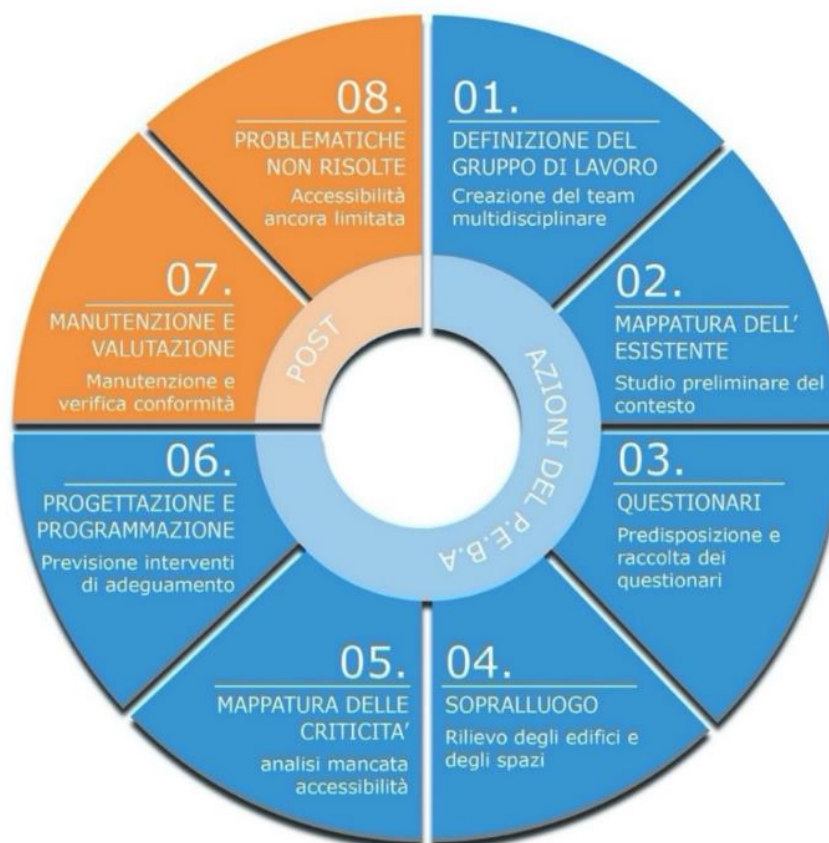 01.
DEFINIZIONE DEL
GRUPPO DI LAVORO
Creazione del team
multidisciplinare
02.
MAPPATURA DELL'
ESISTENTE
Studio preliminare del
contesto
03.
QUESTIONARI
Predisposizione e
raccolta dei
questionari
04.
SOPRALLUOGO
Rilievo degli edifici e
degli spazi
05.
MAPPATURA DELLE
CRITICITA'
analisi mancata
accessibilità
06.
PROGETTAZIONE E
PROGRAMMAZIONE
Previsione interventi
di adeguamento
07.
MANUTENZIONE E
VALUTAZIONE
Manutenzione e
verifica conformità
08.
PROBLEMATICHE
NON RISOLTE
Accessibilità
ancora limitata
POST
AZIONI DEL P.E.B.A